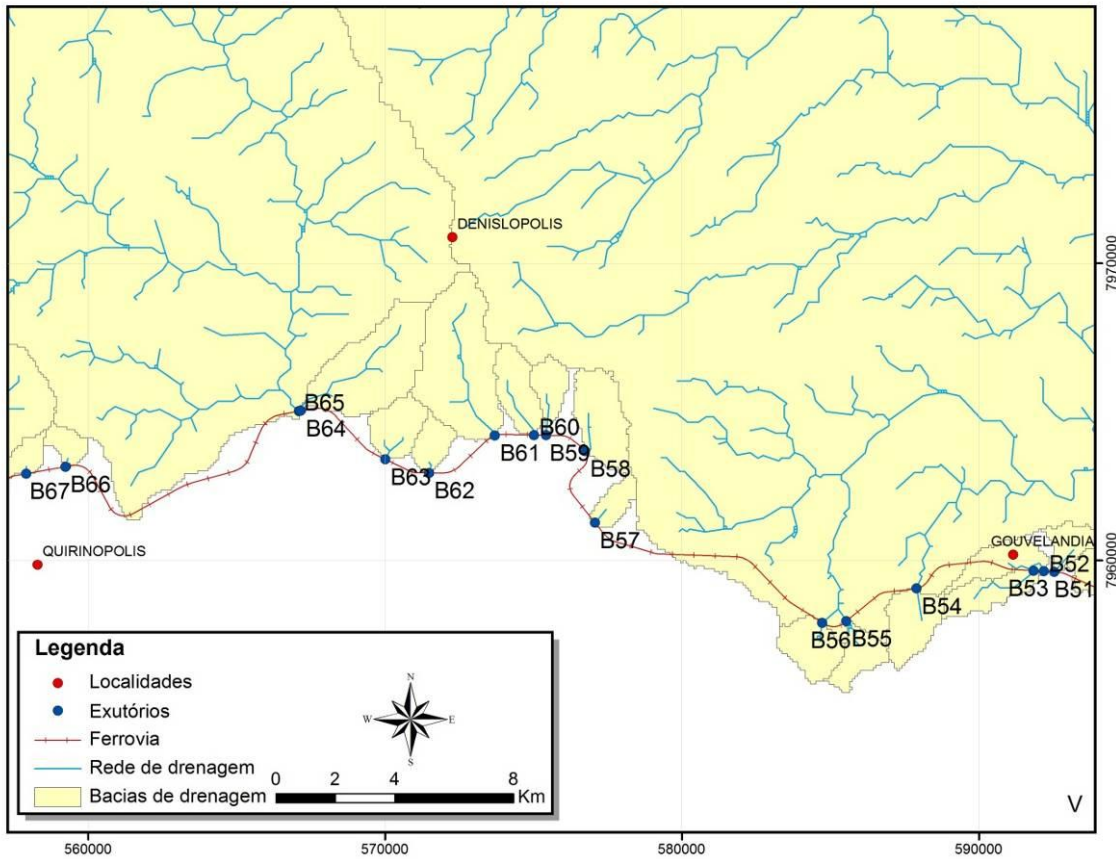 DENISLOPOLIS
7970000
B65
B64
B60
B61
B59
B58
B63
B62
B67
B66
B57
QUIRINOPOLIS
GOUVELANDIA
7960000
B52
B53
B51
B54
B56
B55
Legenda
Localidades
Exutórios
Ferrovia
Rede de drenagem
Bacias de drenagem
N
W
E
S
0 2 4 8
Km
V
560000 570000 580000 590000